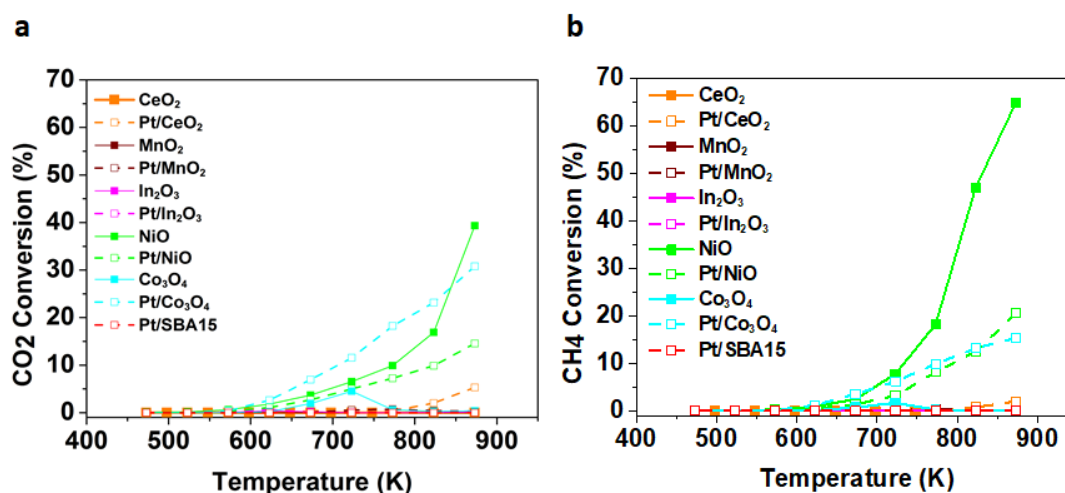 a
CO2 Conversion (%)
70
60
50
40
30
20
10
0
CeO₂
Pt/CeO₂
MnO₂
Pt/MnO₂
In₂O₃
Pt/In₂O₃
NiO
Pt/NiO
Co₃O₄
Pt/Co₃O₄
Pt/SBA15
400 500 600 700 800 900
Temperature (K)
b
CH4 Conversion (%)
70
60
50
40
30
20
10
0
CeO₂
Pt/CeO₂
MnO₂
Pt/MnO₂
In₂O₃
Pt/In₂O₃
NiO
Pt/NiO
Co₃O₄
Pt/Co₃O₄
Pt/SBA15
400 500 600 700 800 900
Temperature (K)